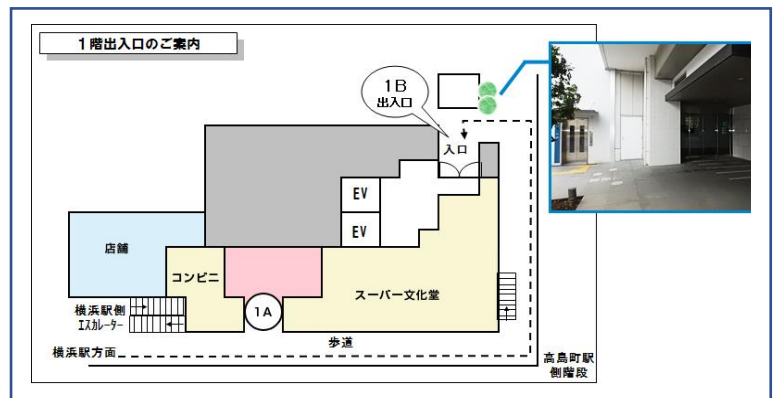 １階出入口のご案内
１B
出入口
入口
EV
EV
店舗
コンビニ
スーパー文化堂
横浜駅側
ｴｽｶﾚｰﾀｰ
１A
歩道
横浜駅方面
高島町駅
側階段